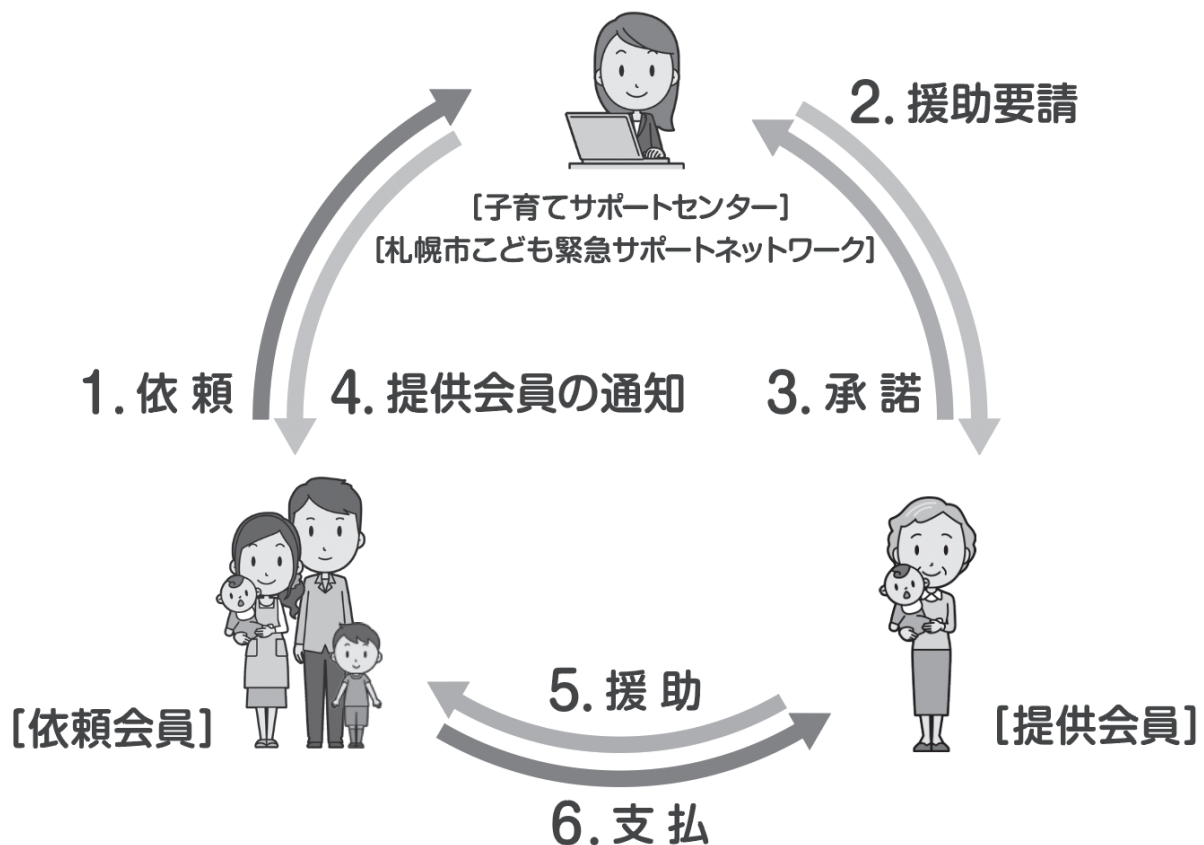 2. 援助要請
[子育てサポートセンター]
[札幌市こども緊急サポートネットワーク]
1. 依 頼
4. 提供会員の通知
3. 承 諾
[依頼会員]
5. 援 助
[提供会員]
6. 支 払